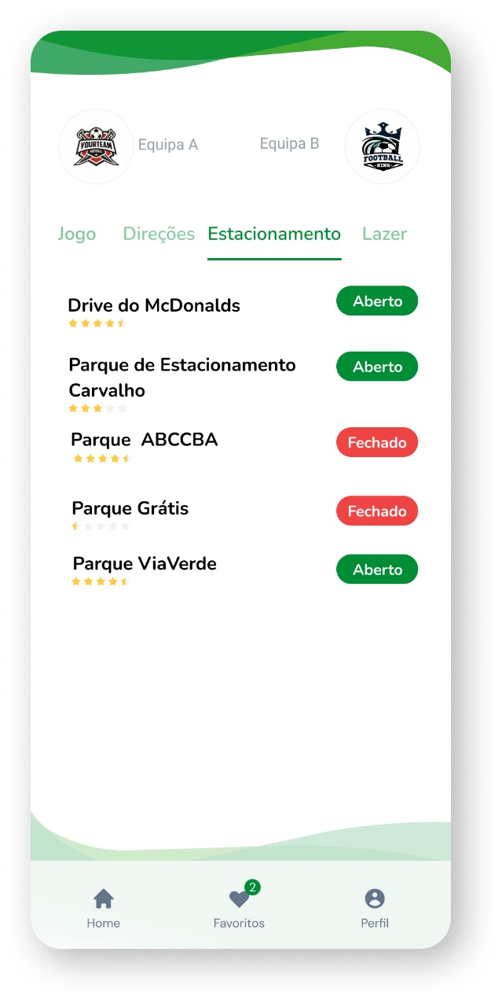 YOURTEAM
FOOTBALL
Equipa A
Equipa B
FOOTBALL
KING
Jogo
Direções
Estacionamento
Lazer
Drive do McDonalds
Aberto
Parque de Estacionamento
Carvalho
Aberto
Parque  ABCCBA
Fechado
Parque Grátis
Fechado
Parque ViaVerde
Aberto
2
Home
Favoritos
Perfil